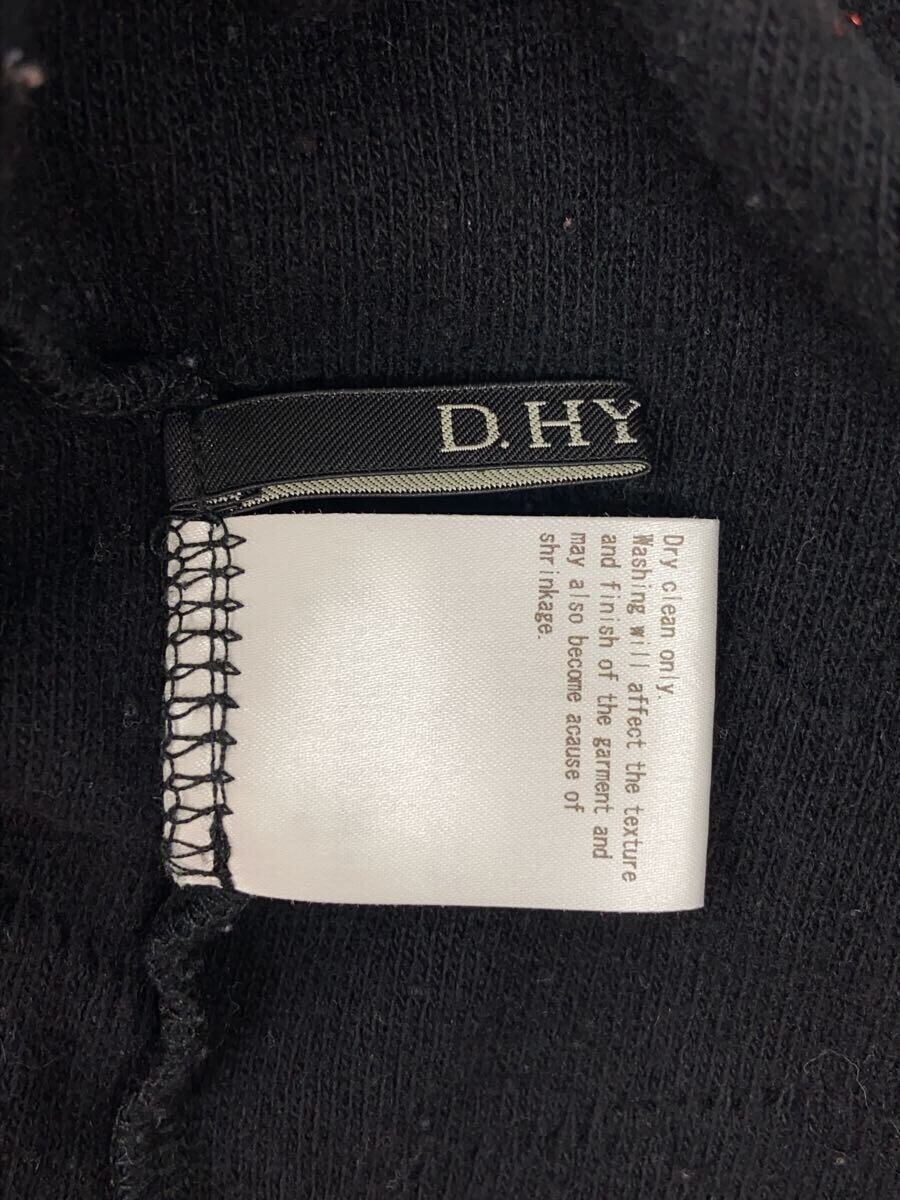 D.HY
Dry clean only.
Washing will affect the texture
and finish of the garment and
may also become acause of
shrinkage.